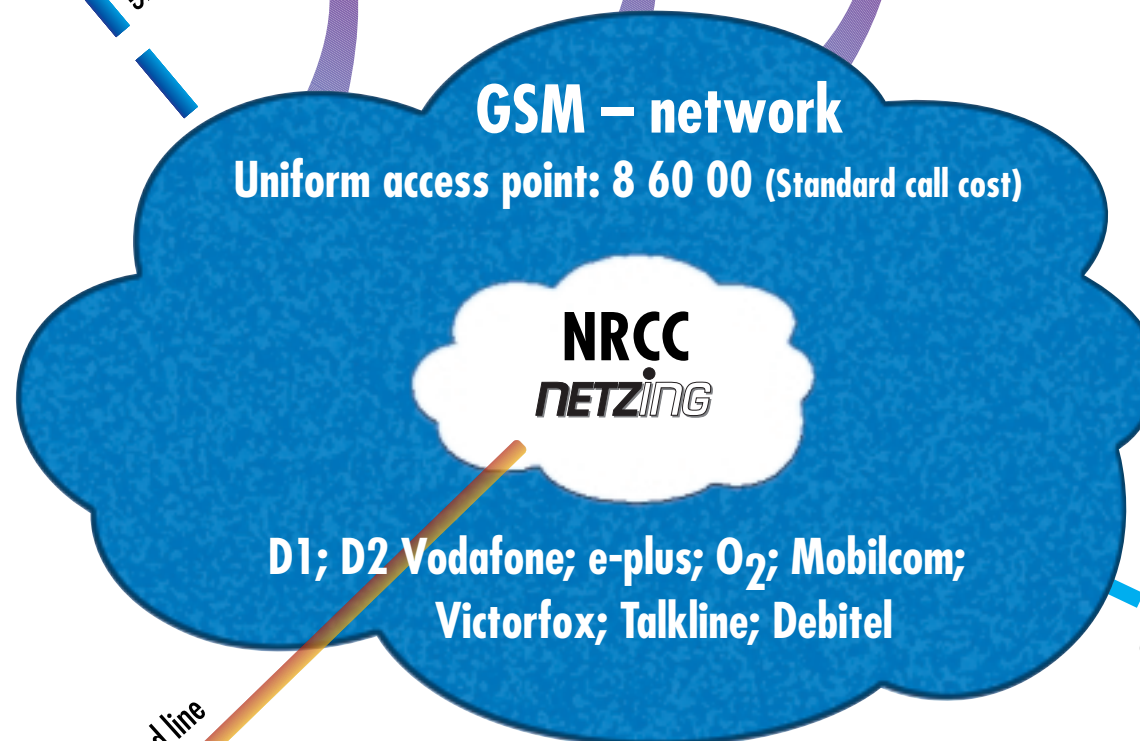 GSM – network
Uniform access point: 8 60 00 (Standard call cost)
NRCC
NETZING
D1; D2 Vodafone; e-plus; O2; Mobilcom;
Victorfox; Talkline; Debitel
line